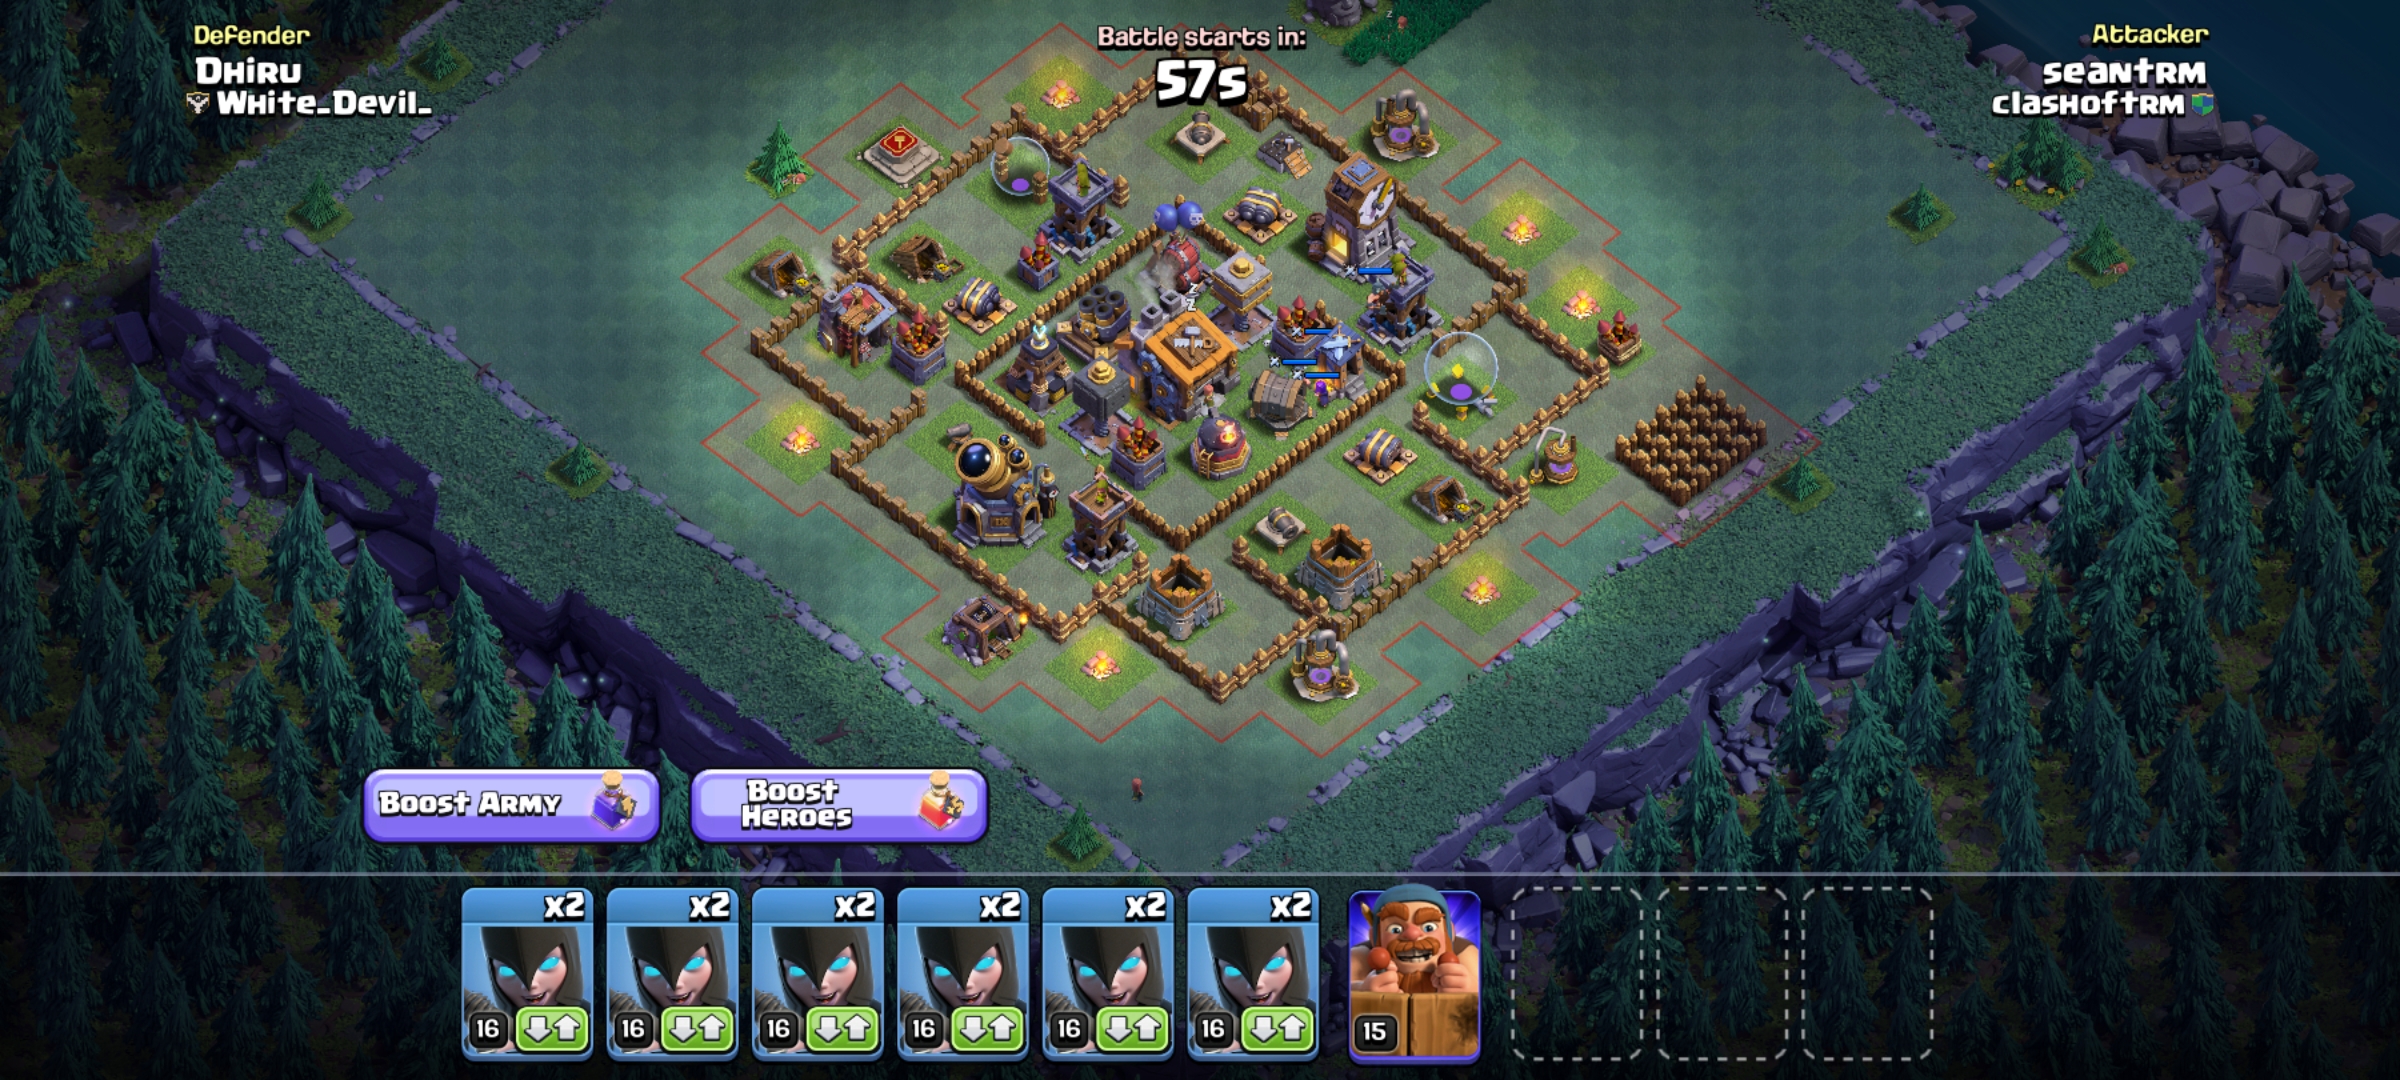 Defender
Dhiru
White_Devil_
Battle starts in:
57s
Attacker
seantrm
clashoftrm
Boost Army
Boost
Heroes
x2
x2
x2
x2
x2
x2
16
16
16
16
16
16
15